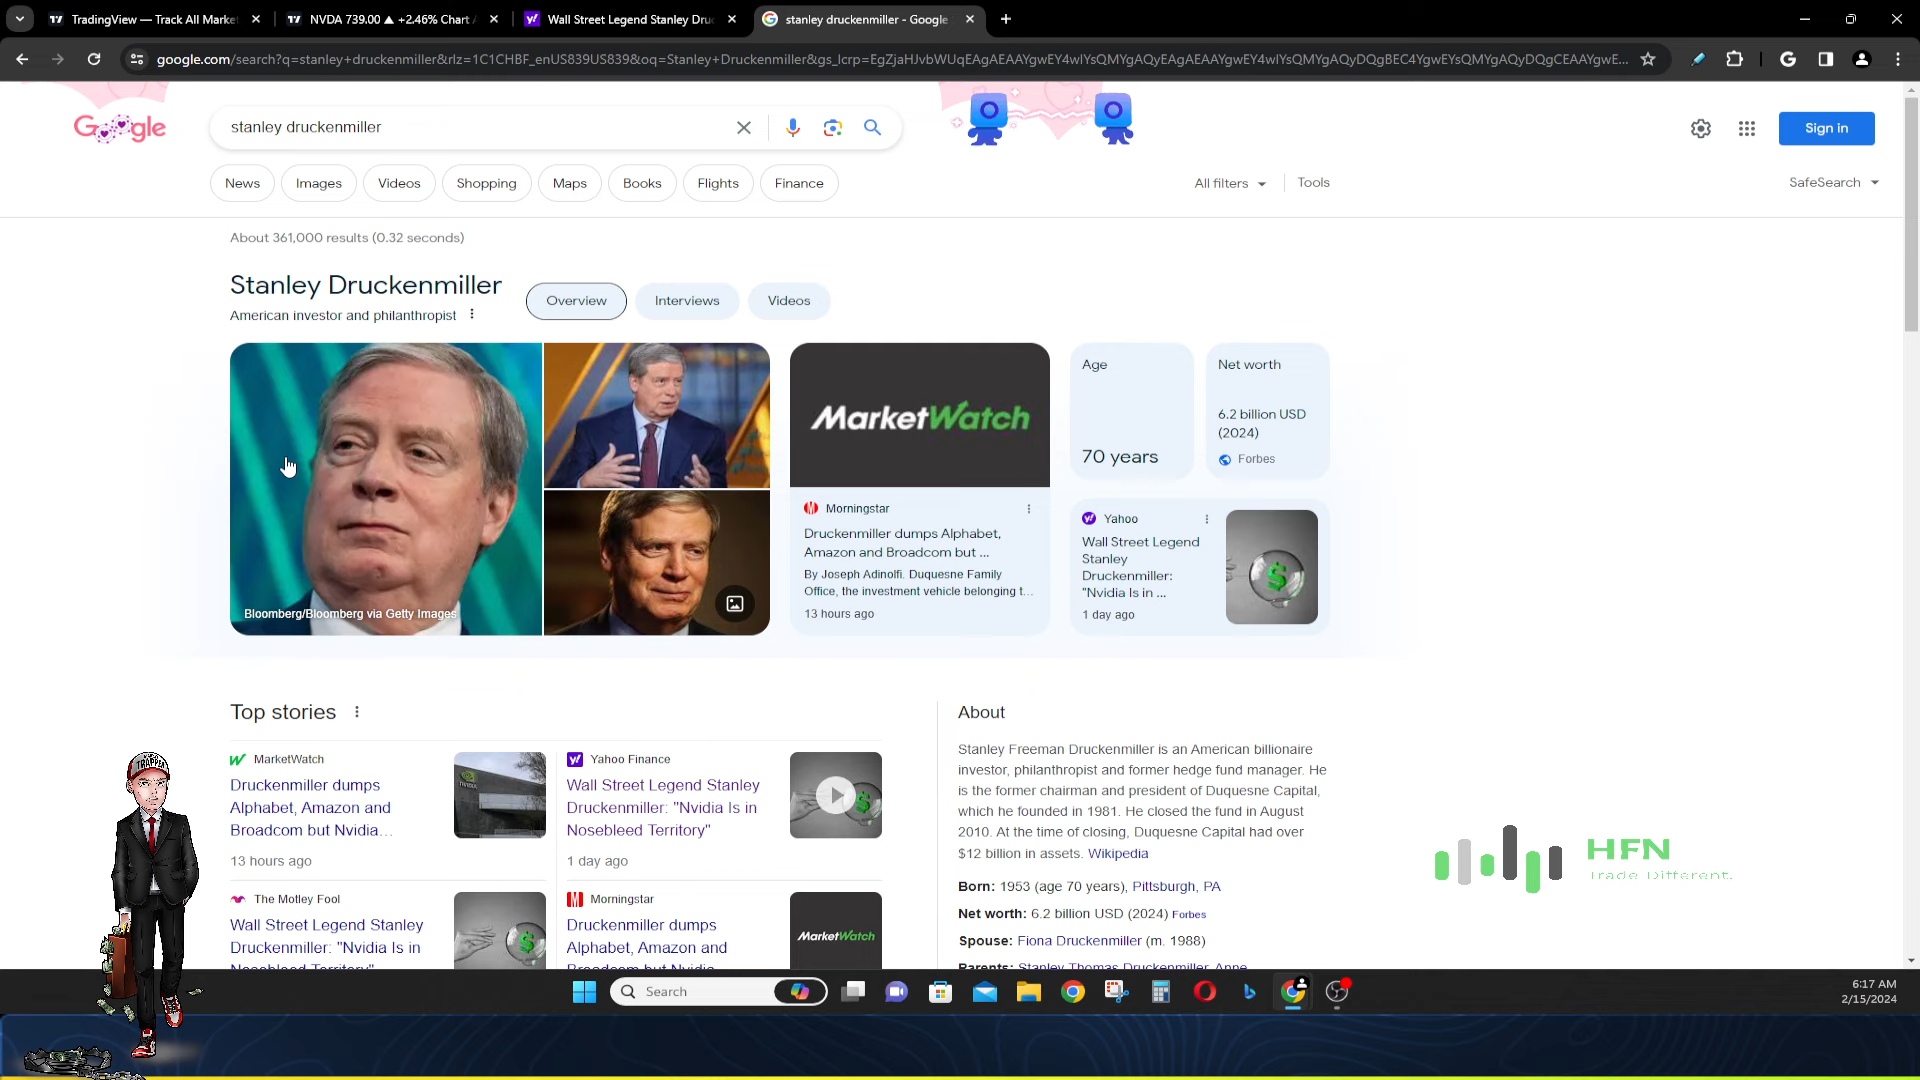 TradingView — Track All Marke
NVDA 739.00 ▲ +2.46% Chart
Wall Street Legend Stanley Dru
stanley druckenmiller - Google
google.com/search?q=stanley+druckenmiller&rlz=1C1CHBF_enUS839US839&oq=Stanley+Druckenmiller&gs_lcrp=EgZjaHJvbWUqEAgAEAAYgwEY4wIYsQMYgAQyEAgAEAAYgwEY4wIYsQMYgAQyDQgBEC4YgwEYsQMYgAQyDQgCEAAYgwE...
Google
stanley druckenmiller
Sign in
News
Images
Videos
Shopping
Maps
Books
Flights
Finance
All filters
Tools
SafeSearch
About 361,000 results (0.32 seconds)
Stanley Druckenmiller
American investor and philanthropist
Overview
Interviews
Videos
Bloomberg/Bloomberg via Getty Images
MarketWatch
Morningstar
Druckenmiller dumps Alphabet,
Amazon and Broadcom but ...
By Joseph Adinolfi. Duquesne Family
Office, the investment vehicle belonging t...
13 hours ago
Age
70 years
Net worth
6.2 billion USD
(2024)
Forbes
Yahoo
Wall Street Legend
Stanley
Druckenmiller:
"Nvidia Is in ...
1 day ago
Top stories
MarketWatch
Druckenmiller dumps
Alphabet, Amazon and
Broadcom but Nvidia...
13 hours ago
Yahoo Finance
Wall Street Legend Stanley
Druckenmiller: "Nvidia Is in
Nosebleed Territory"
1 day ago
The Motley Fool
Wall Street Legend Stanley
Druckenmiller: "Nvidia Is in
Nosebleed Territory"
Morningstar
Druckenmiller dumps
Alphabet, Amazon and
Broadcom but Nvidia
MarketWatch
About
Stanley Freeman Druckenmiller is an American billionaire
investor, philanthropist and former hedge fund manager. He
is the former chairman and president of Duquesne Capital,
which he founded in 1981. He closed the fund in August
2010. At the time of closing, Duquesne Capital had over
$12 billion in assets. Wikipedia
Born: 1953 (age 70 years), Pittsburgh, PA
Net worth: 6.2 billion USD (2024) Forbes
Spouse: Fiona Druckenmiller (m. 1988)
Parents: Stanley Thomas Druckenmiller, Anne
TRAPPER
HFN
Trade Different.
Search
6:17 AM
2/15/2024